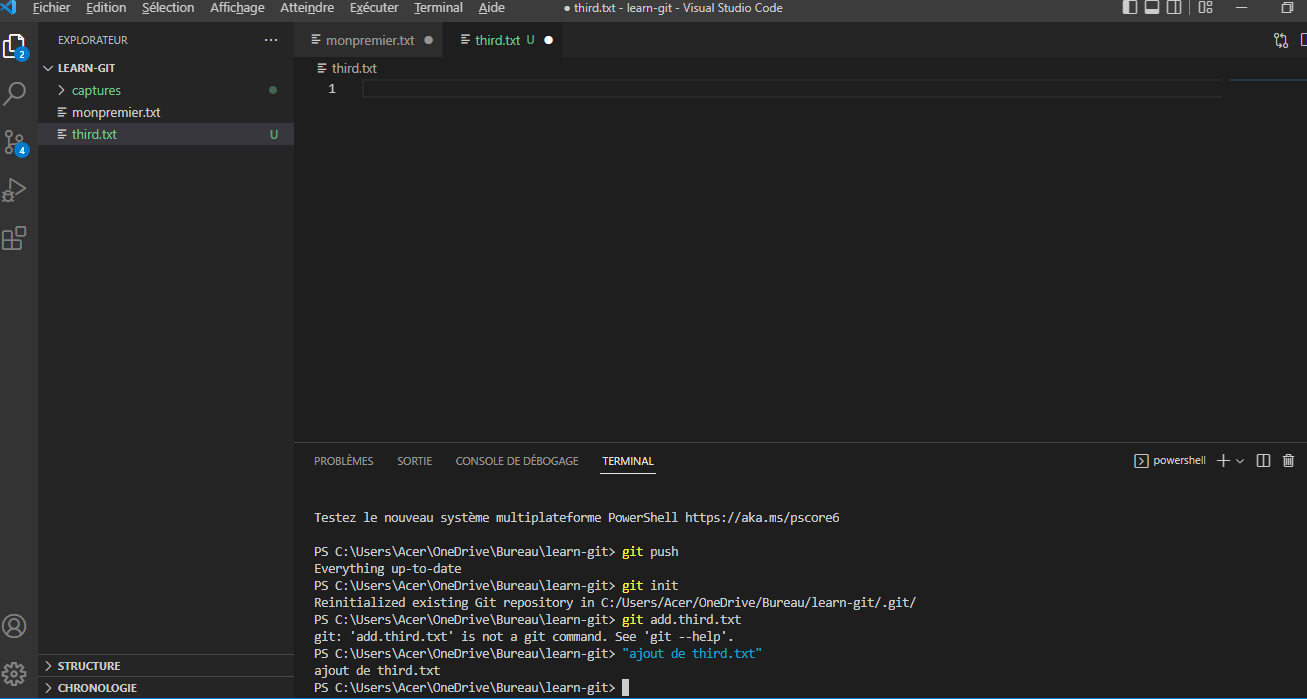 Fichier Edition Sélection Affichage Atteindre Exécuter Terminal Aide ● third.txt - learn-git - Visual Studio Code
EXPLORATEUR ...
monpremier.txt ●
third.txt U ●
2
LEARN-GIT
third.txt
captures
1
monpremier.txt
third.txt U
4
PROBLÈMES SORTIE CONSOLE DE DÉBOGAGE TERMINAL
powershell
Testez le nouveau système multiplateforme PowerShell https://aka.ms/pscore6
PS C:\Users\Acer\OneDrive\Bureau\learn-git> git push
Everything up-to-date
PS C:\Users\Acer\OneDrive\Bureau\learn-git> git init
Reinitialized existing Git repository in C:/Users/Acer/OneDrive/Bureau/learn-git/.git/
PS C:\Users\Acer\OneDrive\Bureau\learn-git> git add.third.txt
git: 'add.third.txt' is not a git command. See 'git --help'.
PS C:\Users\Acer\OneDrive\Bureau\learn-git> "ajout de third.txt"
ajout de third.txt
PS C:\Users\Acer\OneDrive\Bureau\learn-git>
STRUCTURE
CHRONOLOGIE